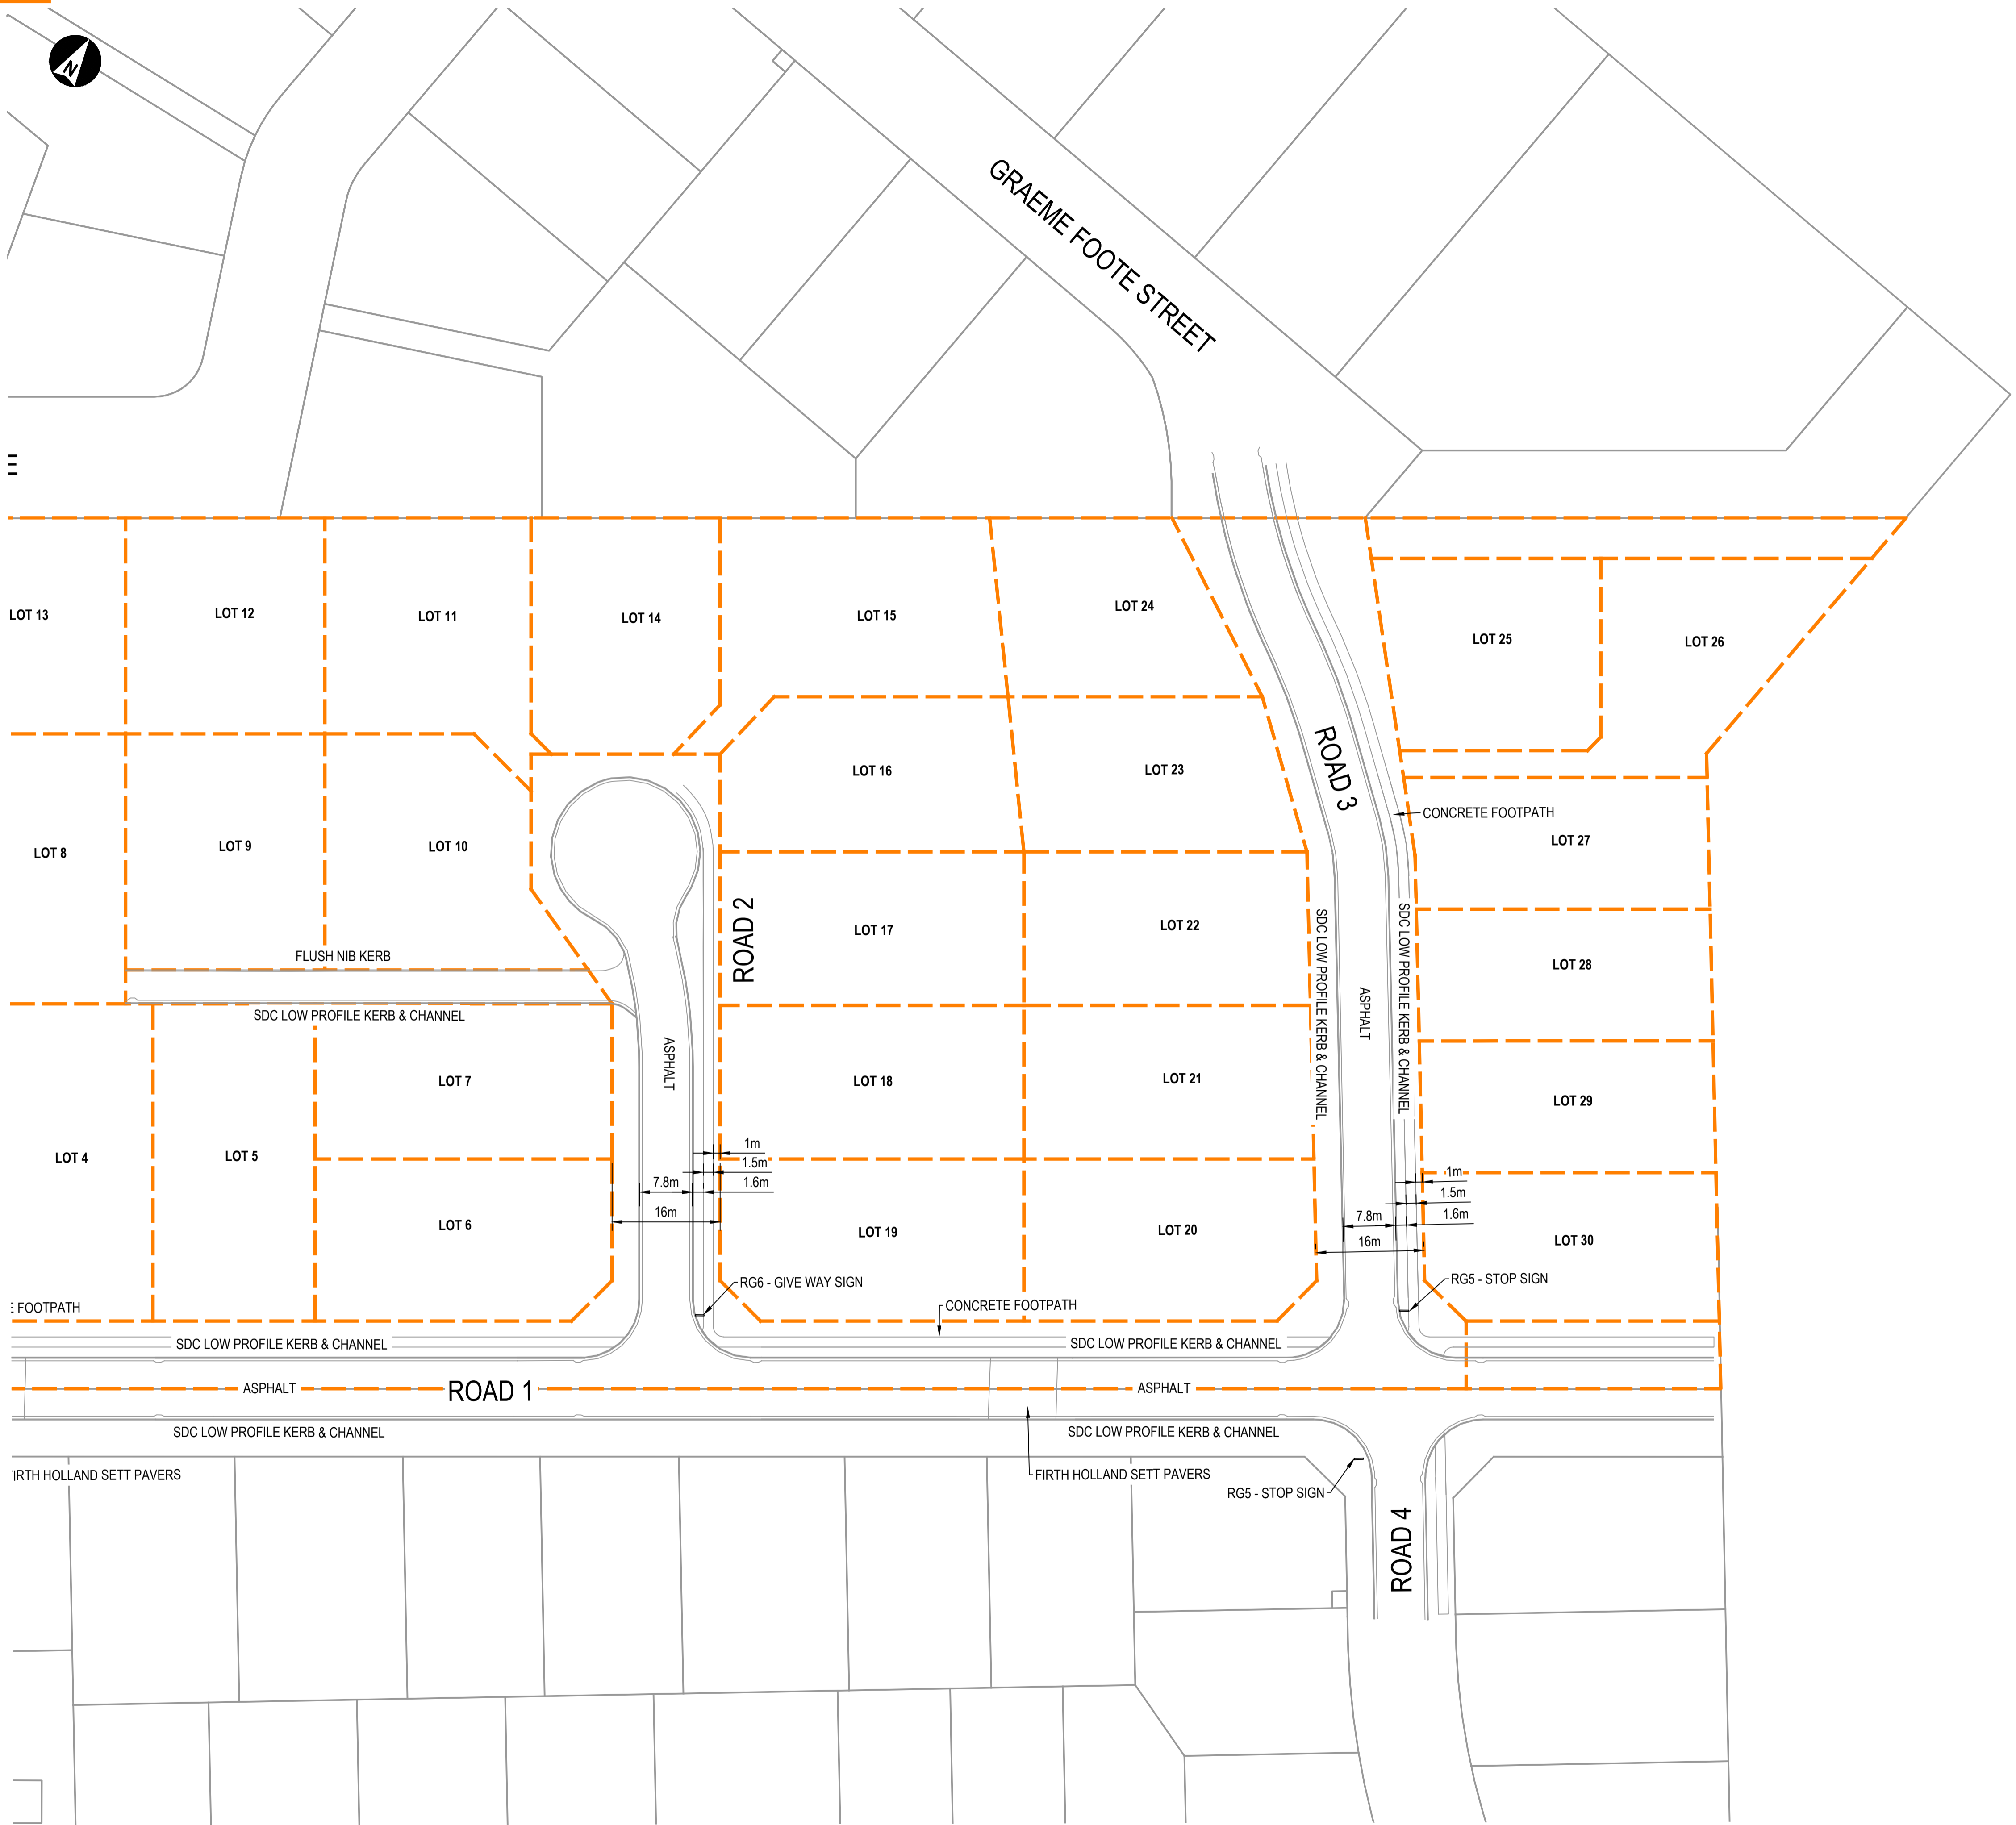 N
GRAEME FOOTE STREET
E
LOT 13
LOT 12
LOT 11
LOT 14
LOT 15
LOT 24
LOT 25
LOT 26
LOT 16
LOT 23
ROAD 3
CONCRETE FOOTPATH
LOT 27
LOT 8
LOT 9
LOT 10
ROAD 2
LOT 17
LOT 22
SDC LOW PROFILE KERB & CHANNEL
ASPHALT
SDC LOW PROFILE KERB & CHANNEL
LOT 28
FLUSH NIB KERB
SDC LOW PROFILE KERB & CHANNEL
ASPHALT
LOT 7
LOT 18
LOT 21
LOT 29
LOT 4
LOT 5
1m
1.5m
7.8m
1.6m
16m
1m
1.5m
7.8m
1.6m
16m
LOT 6
LOT 19
LOT 20
LOT 30
RG6 - GIVE WAY SIGN
RG5 - STOP SIGN
E FOOTPATH
CONCRETE FOOTPATH
SDC LOW PROFILE KERB & CHANNEL
SDC LOW PROFILE KERB & CHANNEL
ASPHALT
ROAD 1
ASPHALT
SDC LOW PROFILE KERB & CHANNEL
SDC LOW PROFILE KERB & CHANNEL
IRTH HOLLAND SETT PAVERS
FIRTH HOLLAND SETT PAVERS
RG5 - STOP SIGN
ROAD 4